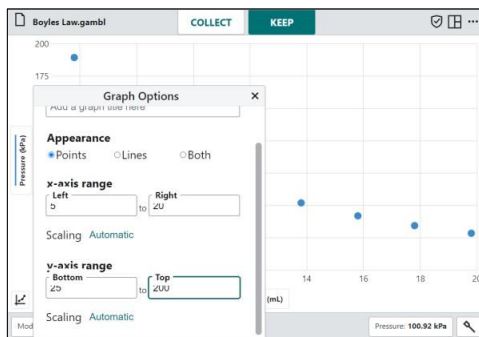 Boyles Law.gambl
COLLECT
KEEP
200
175
Graph Options
Add a graph title here
Appearance
Points
Lines
Both
x-axis range
Left
5
to
Right
20
Scaling Automatic
y-axis range
Bottom
25
to
Top
200
Scaling Automatic
Pressure (kPa)
14
16
18
20
(mL)
Mod
Pressure: 100.92 kPa